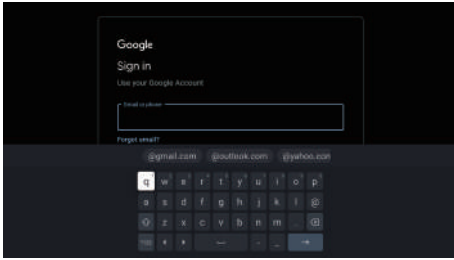 Google
Sign in
Use your Google Account
Email or phone
Forgot email?
@gmail.com @outlook.com @yahoo.com
q w e r t y u i o p
a s d f g h j k l @
z x c v b n m .
- _